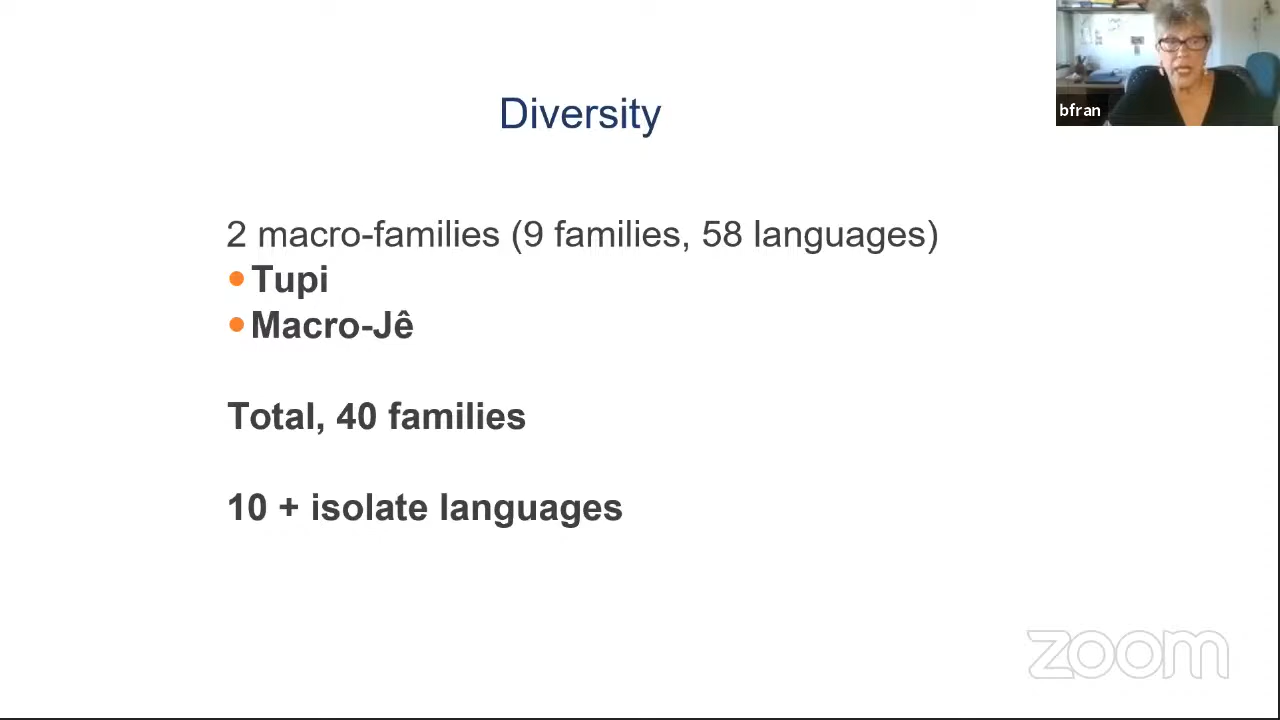 Diversity
bfran
2 macro-families (9 families, 58 languages)
Tupi
Macro-Jê
Total, 40 families
10 + isolate languages
zoom